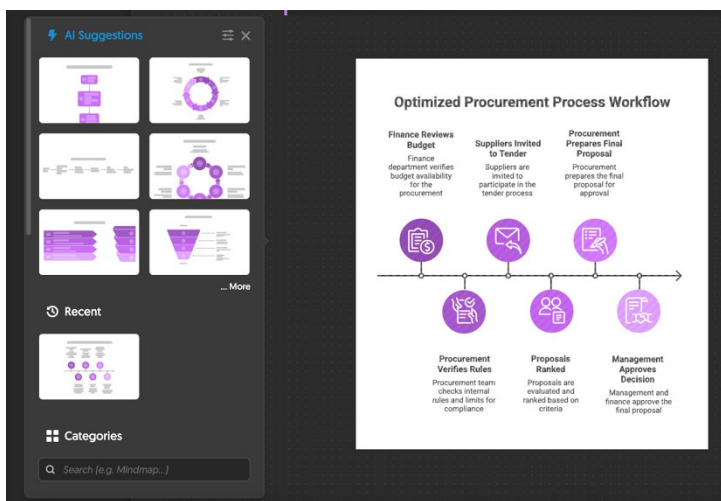 AI Suggestions
... More
Recent
Categories
Search (e.g. Mindmap...)
Optimized Procurement Process Workflow
Finance Reviews
Budget
Finance
department verifies
budget availability
for the
procurement
Suppliers Invited
to Tender
Suppliers are
invited to
participate in the
tender process
Procurement
Prepares Final
Proposal
Procurement
prepares the final
proposal for
approval
Procurement
Verifies Rules
Procurement team
checks internal
rules and limits for
compliance
Proposals
Ranked
Proposals are
evaluated and
ranked based on
criteria
Management
Approves
Decision
Management and
finance approve the
final proposal